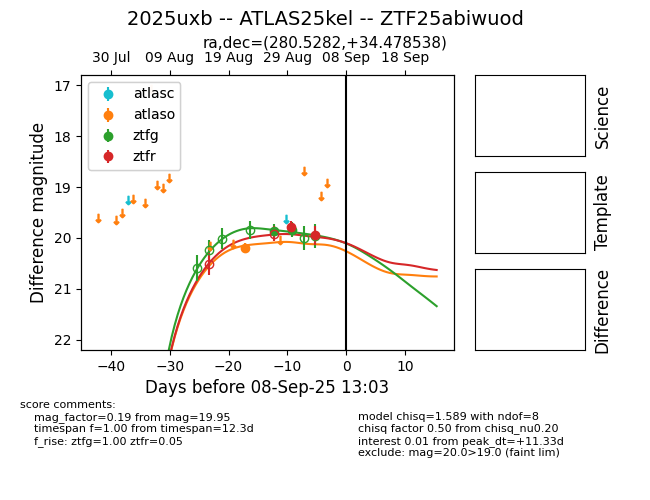 2025uxb -- ATLAS25kel -- ZTF25abiwuod
ra,dec=(280.5282,+34.478538)
30 Jul 09 Aug 19 Aug 29 Aug 08 Sep 18 Sep
17
18
19
20
21
22
Difference magnitude
atlasc
atlaso
ztfg
ztfr
−40 −30 −20 −10 0 10
Days before 08-Sep-25 13:03
Science
Template
Difference
score comments:
mag_factor=0.19 from mag=19.95
timespan f=1.00 from timespan=12.3d
f_rise: ztfg=1.00 ztfr=0.05
model chisq=1.589 with ndof=8
chisq factor 0.50 from chisq_nu0.20
interest 0.01 from peak_dt=+11.33d
exclude: mag=20.0>19.0 (faint lim)